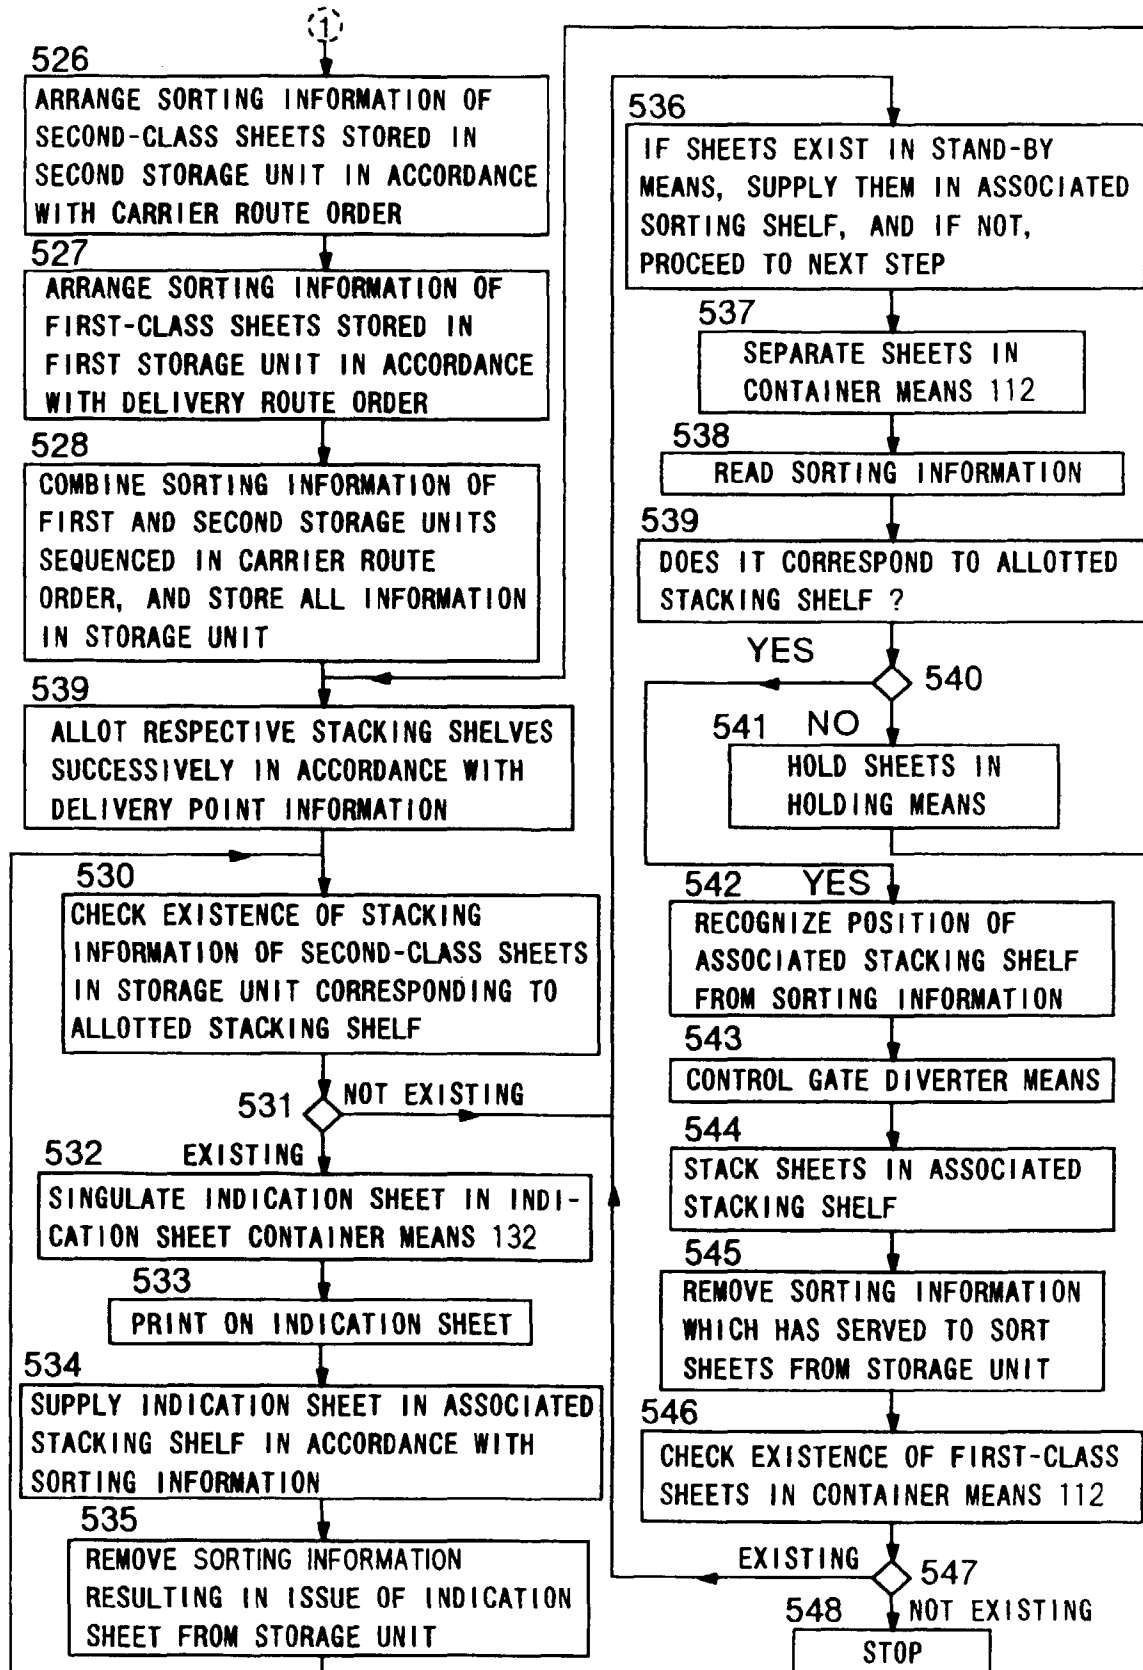 1
526
ARRANGE SORTING INFORMATION OF
SECOND-CLASS SHEETS STORED IN
SECOND STORAGE UNIT IN ACCORDANCE
WITH CARRIER ROUTE ORDER
527
ARRANGE SORTING INFORMATION OF
FIRST-CLASS SHEETS STORED IN
FIRST STORAGE UNIT IN ACCORDANCE
WITH DELIVERY ROUTE ORDER
528
COMBINE SORTING INFORMATION OF
FIRST AND SECOND STORAGE UNITS
SEQUENCED IN CARRIER ROUTE
ORDER, AND STORE ALL INFORMATION
IN STORAGE UNIT
539
ALLOT RESPECTIVE STACKING SHELVES
SUCCESSIVELY IN ACCORDANCE WITH
DELIVERY POINT INFORMATION
530
CHECK EXISTENCE OF STACKING
INFORMATION OF SECOND-CLASS SHEETS
IN STORAGE UNIT CORRESPONDING TO
ALLOTTED STACKING SHELF
531
NOT EXISTING
EXISTING
532
SINGULATE INDICATION SHEET IN INDI-
CATION SHEET CONTAINER MEANS 132
533
PRINT ON INDICATION SHEET
534
SUPPLY INDICATION SHEET IN ASSOCIATED
STACKING SHELF IN ACCORDANCE WITH
SORTING INFORMATION
535
REMOVE SORTING INFORMATION
RESULTING IN ISSUE OF INDICATION
SHEET FROM STORAGE UNIT
536
IF SHEETS EXIST IN STAND-BY
MEANS, SUPPLY THEM IN ASSOCIATED
SORTING SHELF, AND IF NOT,
PROCEED TO NEXT STEP
537
SEPARATE SHEETS IN
CONTAINER MEANS 112
538
READ SORTING INFORMATION
539
DOES IT CORRESPOND TO ALLOTTED
STACKING SHELF ?
YES
540
541
NO
HOLD SHEETS IN
HOLDING MEANS
542
YES
RECOGNIZE POSITION OF
ASSOCIATED STACKING SHELF
FROM SORTING INFORMATION
543
CONTROL GATE DIVERTER MEANS
544
STACK SHEETS IN ASSOCIATED
STACKING SHELF
545
REMOVE SORTING INFORMATION
WHICH HAS SERVED TO SORT
SHEETS FROM STORAGE UNIT
546
CHECK EXISTENCE OF FIRST-CLASS
SHEETS IN CONTAINER MEANS 112
EXISTING
547
548
NOT EXISTING
STOP